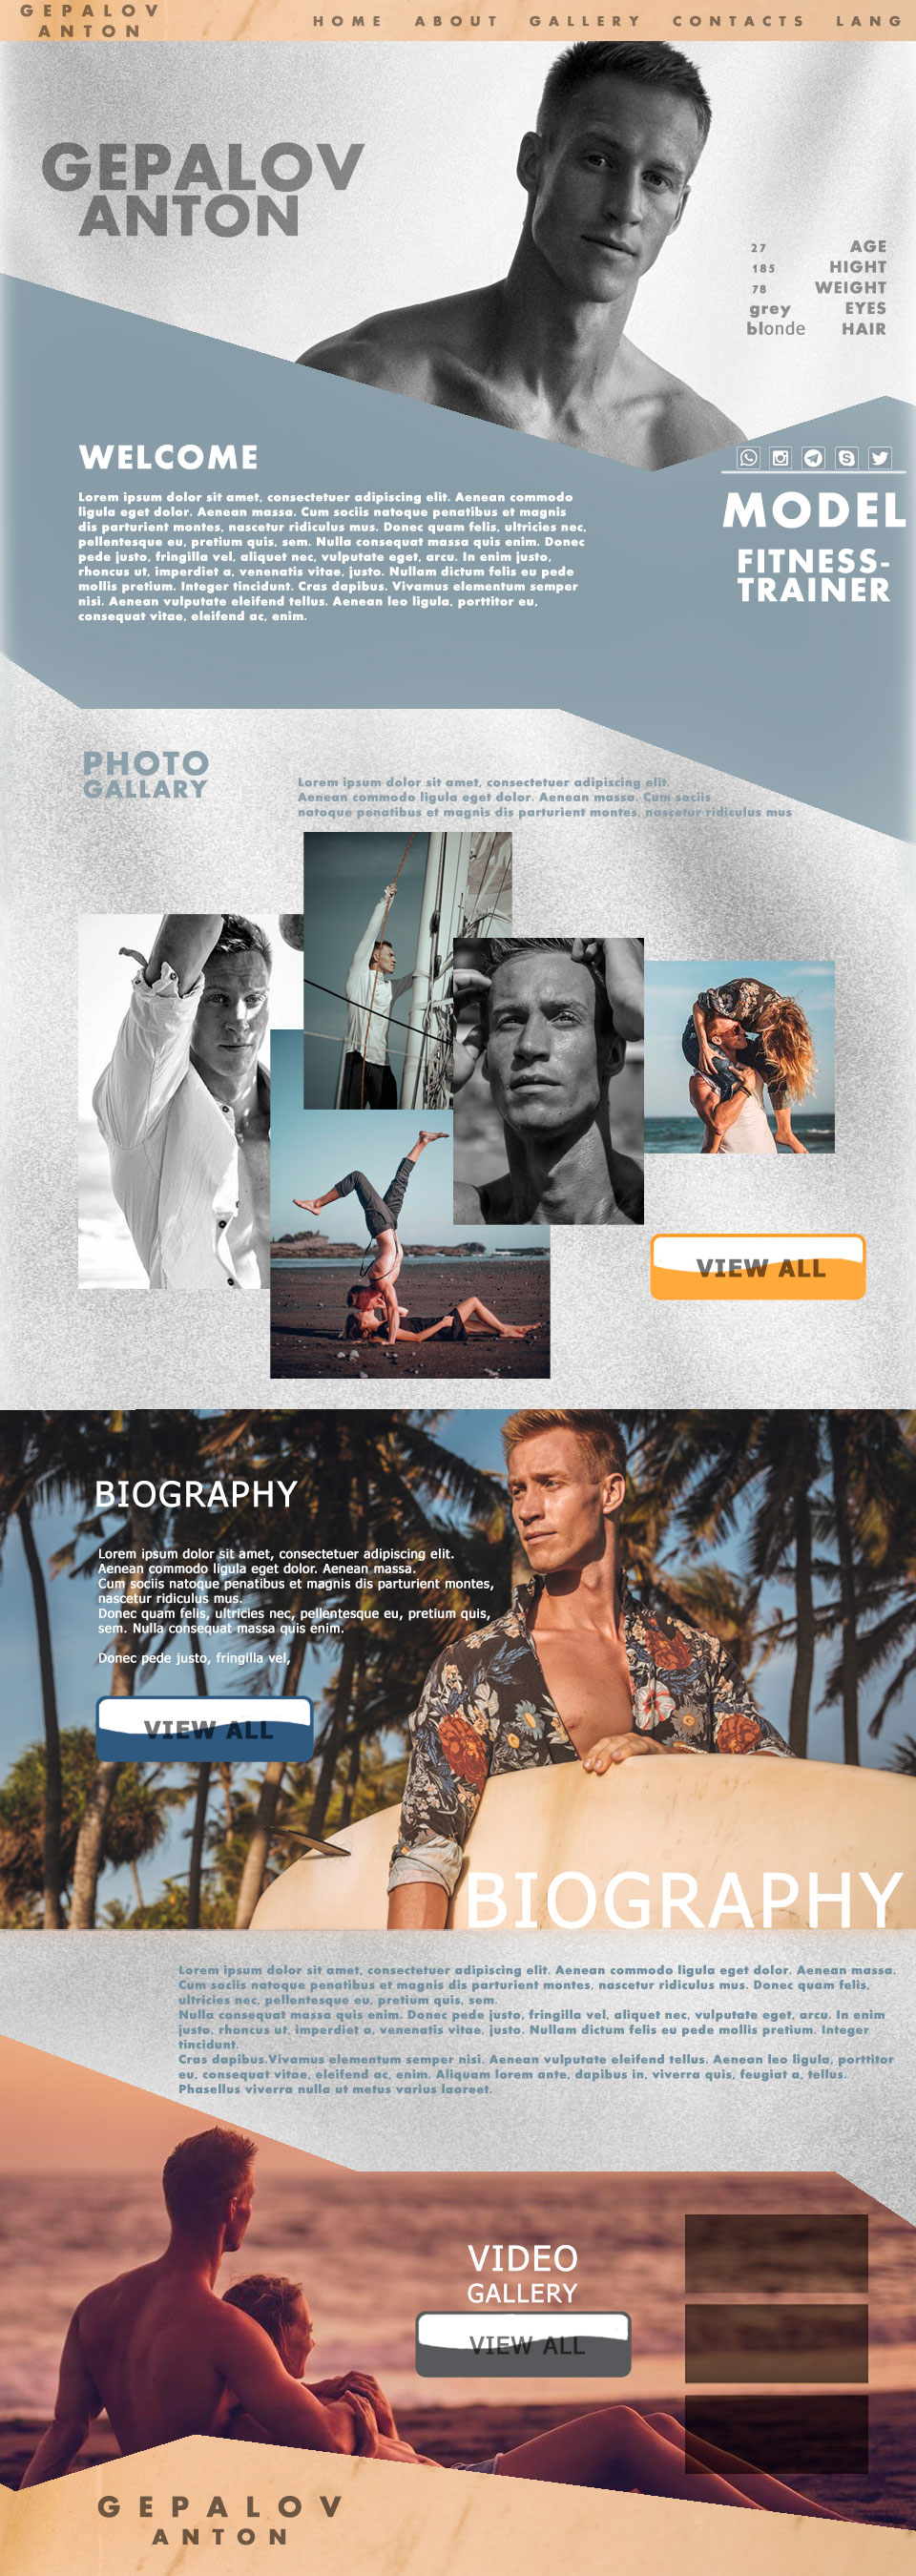 GEPALOV
ANTON
HOME ABOUT GALLERY CONTACTS LANG
GEPALOV
ANTON
27 AGE
185 HIGHT
78 WEIGHT
grey EYES
blonde HAIR
WELCOME
Lorem ipsum dolor sit amet, consectetuer adipiscing elit. Aenean commodo
ligula eget dolor. Aenean massa. Cum sociis natoque penatibus et magnis
dis parturient montes, nascetur ridiculus mus. Donec quam felis, ultricies nec,
pellentesque eu, pretium quis, sem. Nulla consequat massa quis enim. Donec
pede justo, fringilla vel, aliquet nec, vulputate eget, arcu. In enim justo,
rhoncus ut, imperdiet a, venenatis vitae, justo. Nullam dictum felis eu pede
mollis pretium. Integer tincidunt. Cras dapibus. Vivamus elementum semper
nisi. Aenean vulputate eleifend tellus. Aenean leo ligula, porttitor eu,
consequat vitae, eleifend ac, enim.
MODEL
FITNESS-
TRAINER
PHOTO
GALLARY
Lorem ipsum dolor sit amet, consectetuer adipiscing elit.
Aenean commodo ligula eget dolor. Aenean massa. Cum sociis
natoque penatibus et magnis dis parturient montes, nascetur ridiculus mus
VIEW ALL
BIOGRAPHY
Lorem ipsum dolor sit amet, consectetuer adipiscing elit.
Aenean commodo ligula eget dolor. Aenean massa.
Cum sociis natoque penatibus et magnis dis parturient montes,
nascetur ridiculus mus.
Donec quam felis, ultricies nec, pellentesque eu, pretium quis,
sem. Nulla consequat massa quis enim.
Donec pede justo, fringilla vel,
VIEW ALL
BIOGRAPHY
Lorem ipsum dolor sit amet, consectetuer adipiscing elit. Aenean commodo ligula eget dolor. Aenean massa.
Cum sociis natoque penatibus et magnis dis parturient montes, nascetur ridiculus mus. Donec quam felis,
ultricies nec, pellentesque eu, pretium quis, sem.
Nulla consequat massa quis enim. Donec pede justo, fringilla vel, aliquet nec, vulputate eget, arcu. In enim
justo, rhoncus ut, imperdiet a, venenatis vitae, justo. Nullam dictum felis eu pede mollis pretium. Integer
tincidunt.
Cras dapibus.Vivamus elementum semper nisi. Aenean vulputate eleifend tellus. Aenean leo ligula, porttitor
eu, consequat vitae, eleifend ac, enim. Aliquam lorem ante, dapibus in, viverra quis, feugiat a, tellus.
Phasellus viverra nulla ut metus varius laoreet.
VIDEO
GALLERY
VIEW ALL
GEPALOV
ANTON